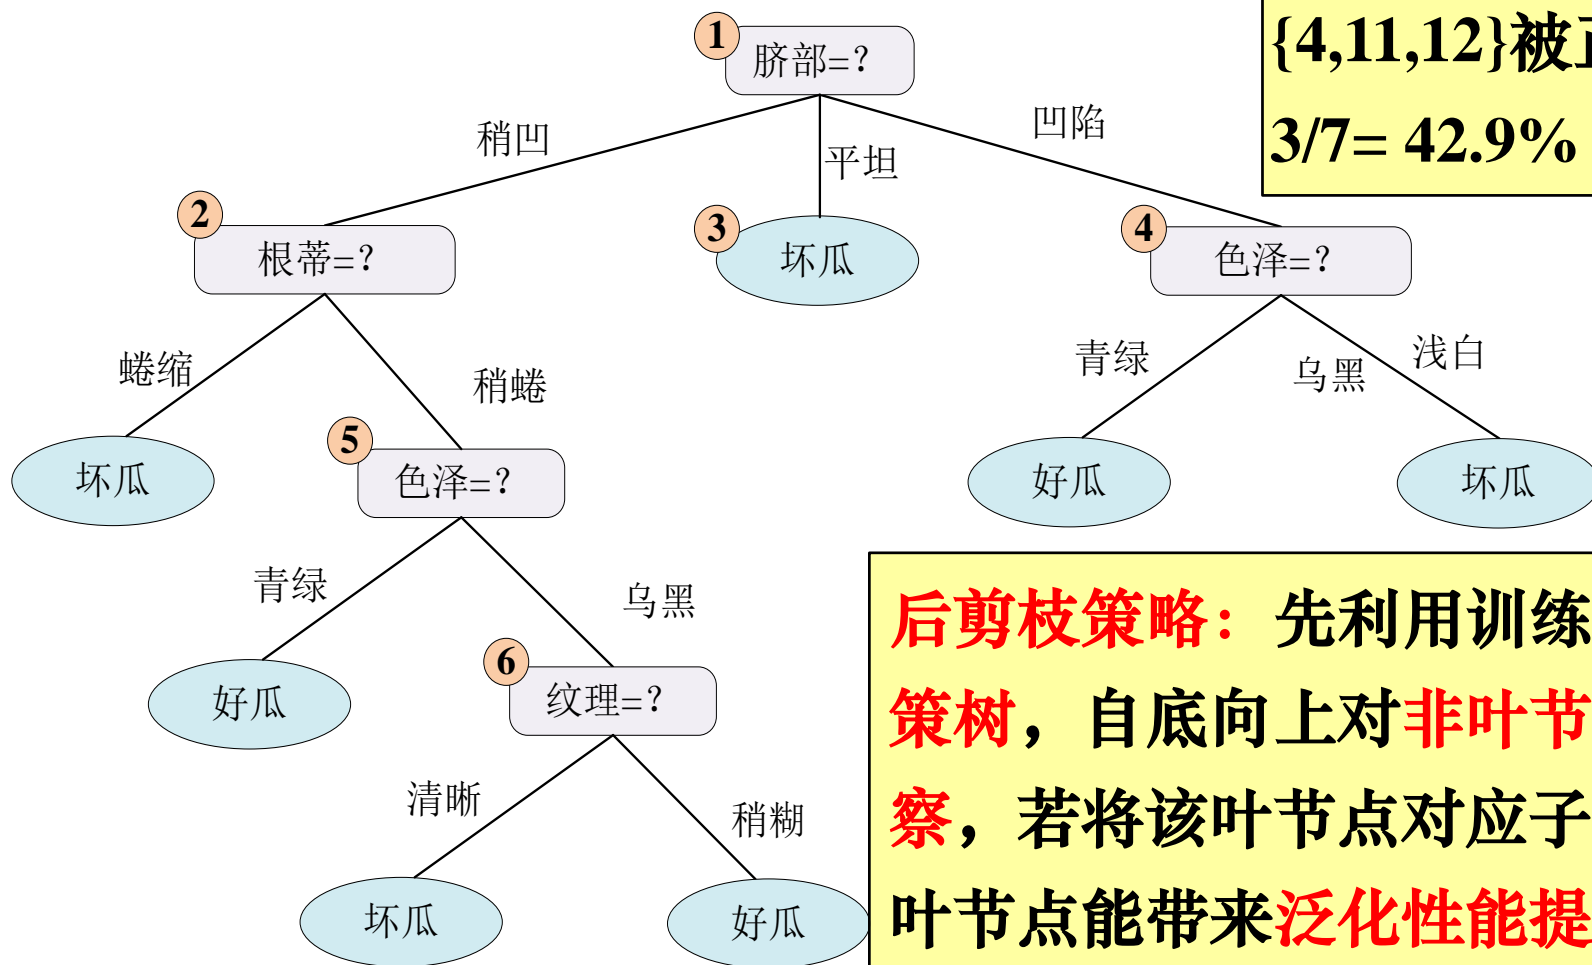 1
脐部=?
{4,11,12}被
3/7= 42.9%
稍凹
平坦
凹陷
2
根蒂=?
3
坏瓜
4
色泽=?
蜷缩
稍蜷
青绿
乌黑
浅白
坏瓜
5
色泽=?
好瓜
坏瓜
青绿
乌黑
好瓜
6
纹理=?
清晰
稍糊
坏瓜
好瓜
后剪枝策略：先利用训练
策树，自底向上对非叶节
察，若将该叶节点对应子
叶节点能带来泛化性能提